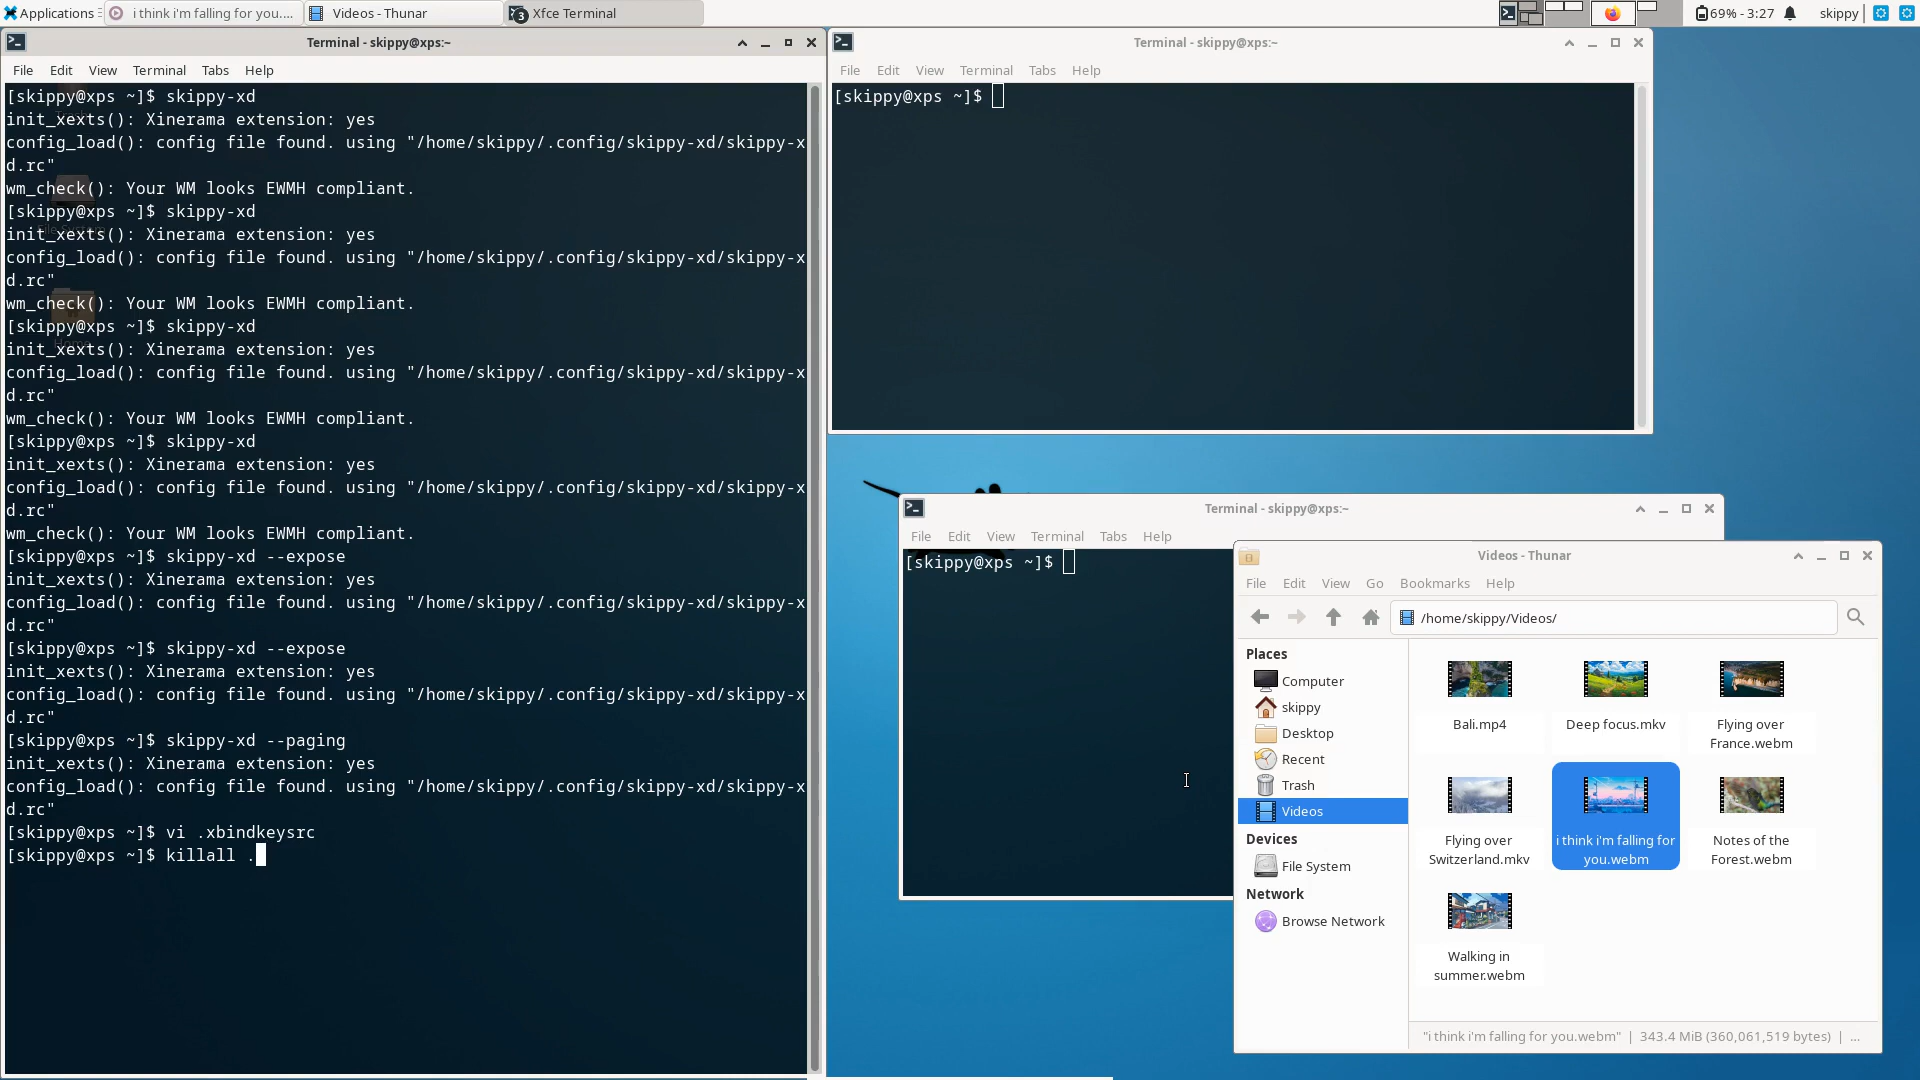 Applications
i think i'm falling for you....
Videos - Thunar
3
Xfce Terminal
69% - 3:27
skippy
Terminal - skippy@xps:~
File Edit View Terminal Tabs Help
[skippy@xps ~]$ skippy-xd
init_xexts(): Xinerama extension: yes
config_load(): config file found. using "/home/skippy/.config/skippy-xd/skippy-x
d.rc"
wm_check(): Your WM looks EWMH compliant.
[skippy@xps ~]$ skippy-xd
init_xexts(): Xinerama extension: yes
config_load(): config file found. using "/home/skippy/.config/skippy-xd/skippy-x
d.rc"
wm_check(): Your WM looks EWMH compliant.
[skippy@xps ~]$ skippy-xd
init_xexts(): Xinerama extension: yes
config_load(): config file found. using "/home/skippy/.config/skippy-xd/skippy-x
d.rc"
wm_check(): Your WM looks EWMH compliant.
[skippy@xps ~]$ skippy-xd
init_xexts(): Xinerama extension: yes
config_load(): config file found. using "/home/skippy/.config/skippy-xd/skippy-x
d.rc"
wm_check(): Your WM looks EWMH compliant.
[skippy@xps ~]$ skippy-xd --expose
init_xexts(): Xinerama extension: yes
config_load(): config file found. using "/home/skippy/.config/skippy-xd/skippy-x
d.rc"
[skippy@xps ~]$ skippy-xd --expose
init_xexts(): Xinerama extension: yes
config_load(): config file found. using "/home/skippy/.config/skippy-xd/skippy-x
d.rc"
[skippy@xps ~]$ skippy-xd --paging
init_xexts(): Xinerama extension: yes
config_load(): config file found. using "/home/skippy/.config/skippy-xd/skippy-x
d.rc"
[skippy@xps ~]$ vi .xbindkeysrc
[skippy@xps ~]$ killall .
File System
Home
Terminal - skippy@xps:~
File Edit View Terminal Tabs Help
[skippy@xps ~]$
Terminal - skippy@xps:~
File Edit View Terminal Tabs Help
[skippy@xps ~]$
Videos - Thunar
File Edit View Go Bookmarks Help
/home/skippy/Videos/
Places
Computer
skippy
Desktop
Recent
Trash
Videos
Devices
File System
Network
Browse Network
Bali.mp4
Deep focus.mkv
Flying over
France.webm
Flying over
Switzerland.mkv
i think i'm falling for
you.webm
Notes of the
Forest.webm
Walking in
summer.webm
"i think i'm falling for you.webm" | 343.4 MiB (360,061,519 bytes) | ...